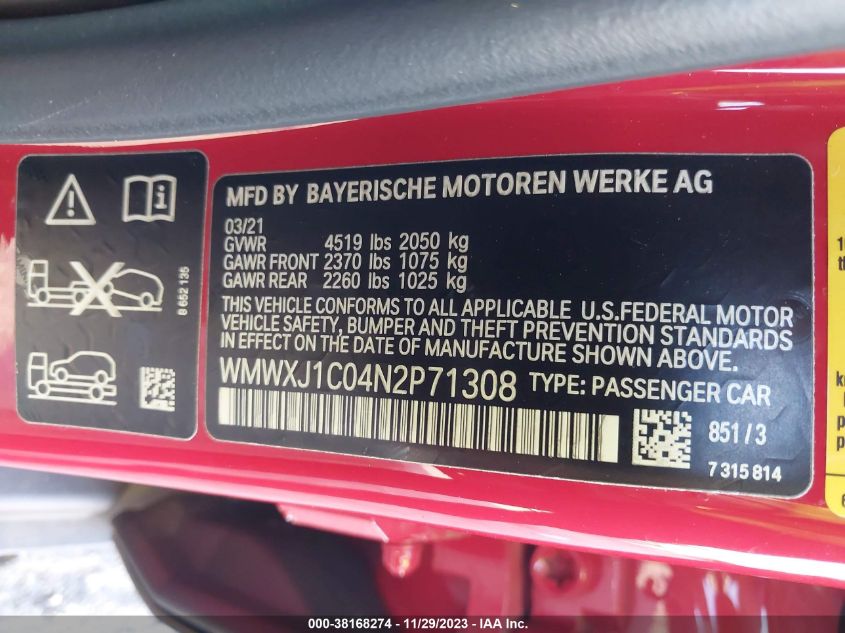 MFD BY BAYERISCHE MOTOREN WERKE AG
03/21
GVWR 4519 lbs 2050 kg
GAWR FRONT 2370 lbs 1075 kg
GAWR REAR 2260 lbs 1025 kg
THIS VEHICLE CONFORMS TO ALL APPLICABLE U.S.FEDERAL MOTOR
VEHICLE SAFETY, BUMPER AND THEFT PREVENTION STANDARDS
IN EFFECT ON THE DATE OF MANUFACTURE SHOWN ABOVE.
WMWXJ1C04N2P71308 TYPE: PASSENGER CAR
851/3
7 315 814
8 652 135
000-38168274 - 11/29/2023 - IAA Inc.